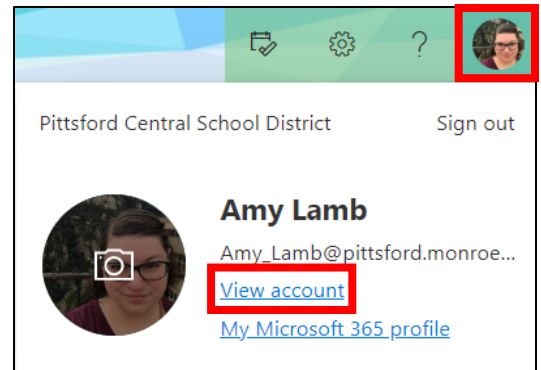 ?
Pittsford Central School District Sign out
Amy Lamb
Amy_Lamb@pittsford.monroe...
View account
My Microsoft 365 profile